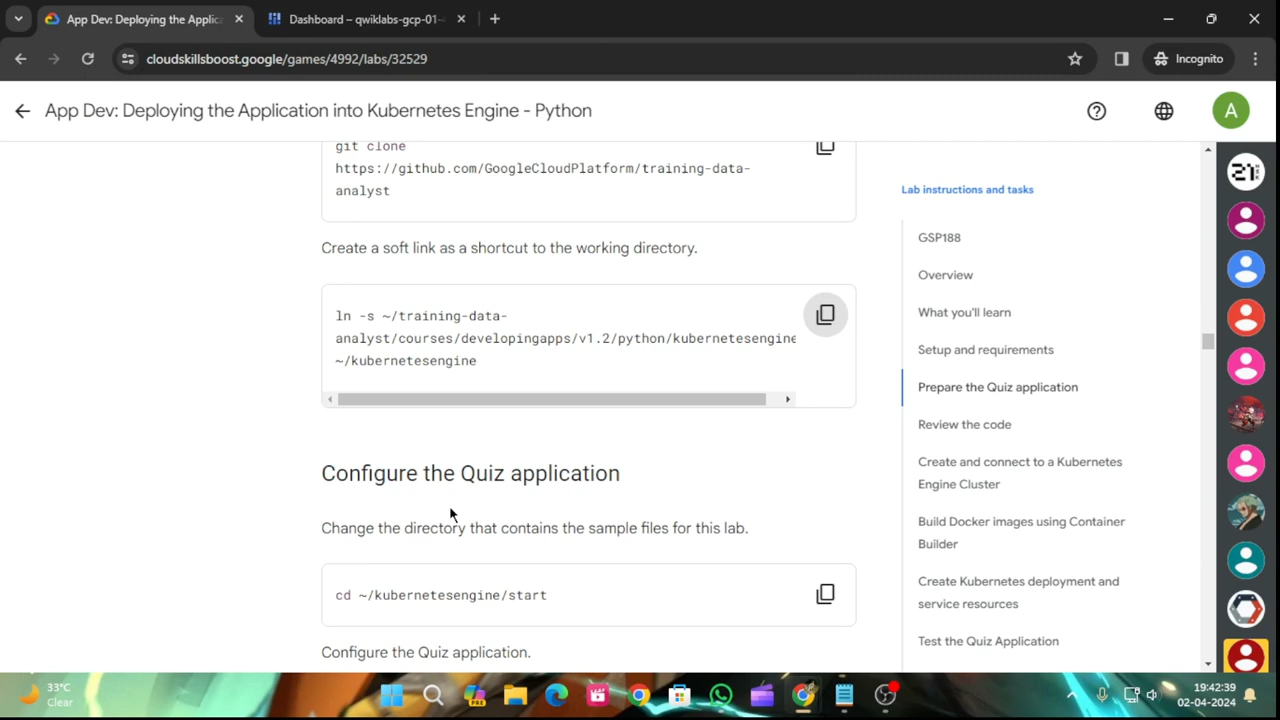 App Dev: Deploying the Applic
Dashboard – qwiklabs-gcp-01-
cloudskillsboost.google/games/4992/labs/32529
Incognito
App Dev: Deploying the Application into Kubernetes Engine - Python
A
git clone
https://github.com/GoogleCloudPlatform/training-data-
analyst
Create a soft link as a shortcut to the working directory.
ln -s ~/training-data-
analyst/courses/developingapps/v1.2/python/kubernetesengine
~/kubernetesengine
Configure the Quiz application
Change the directory that contains the sample files for this lab.
cd ~/kubernetesengine/start
Configure the Quiz application.
Lab instructions and tasks
GSP188
Overview
What you'll learn
Setup and requirements
Prepare the Quiz application
Review the code
Create and connect to a Kubernetes
Engine Cluster
Build Docker images using Container
Builder
Create Kubernetes deployment and
service resources
Test the Quiz Application
33°C
Clear
PRE
19:42:39
02-04-2024